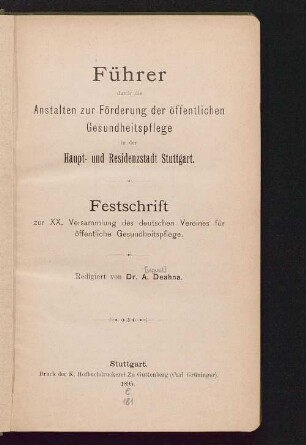 Führer
durch die
Anstalten zur Förderung der öffentlichen
Gesundheitspflege
in der
Haupt- und Residenzstadt Stuttgart.
Festschrift
zur XX. Versammlung des deutschen Vereines für
öffentliche Gesundheitspflege.
Redigiert von Dr. A. Deahna.
Stuttgart.
Druck der K. Hofbuchdruckerei Zu Guttenberg (Carl Grüninger).
1895.